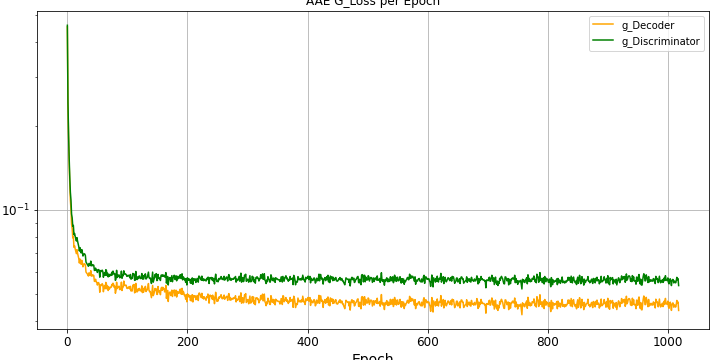 AAE G_Loss per Epoch
g_Decoder
g_Discriminator
10⁻¹
0 200 400 600 800 1000
Epoch